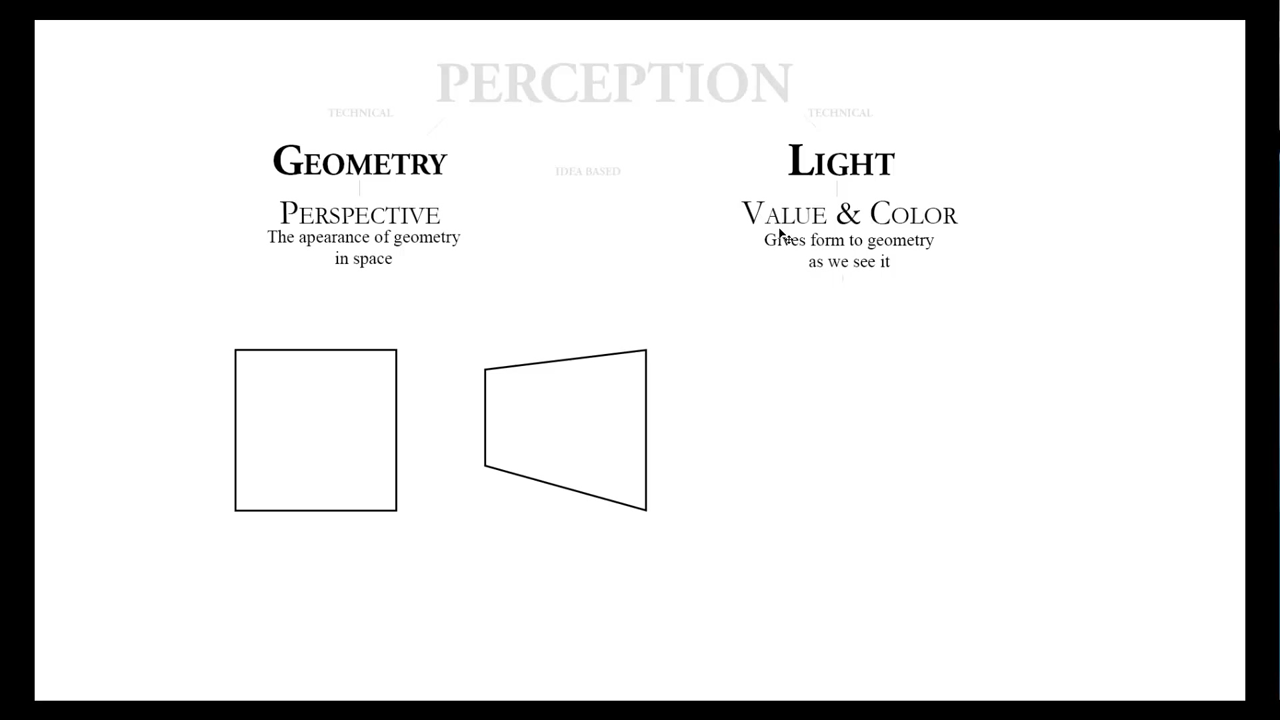 PERCEPTION
TECHNICAL
TECHNICAL
GEOMETRY
LIGHT
IDEA BASED
PERSPECTIVE
VALUE & COLOR
The apearance of geometry
in space
Gives form to geometry
as we see it